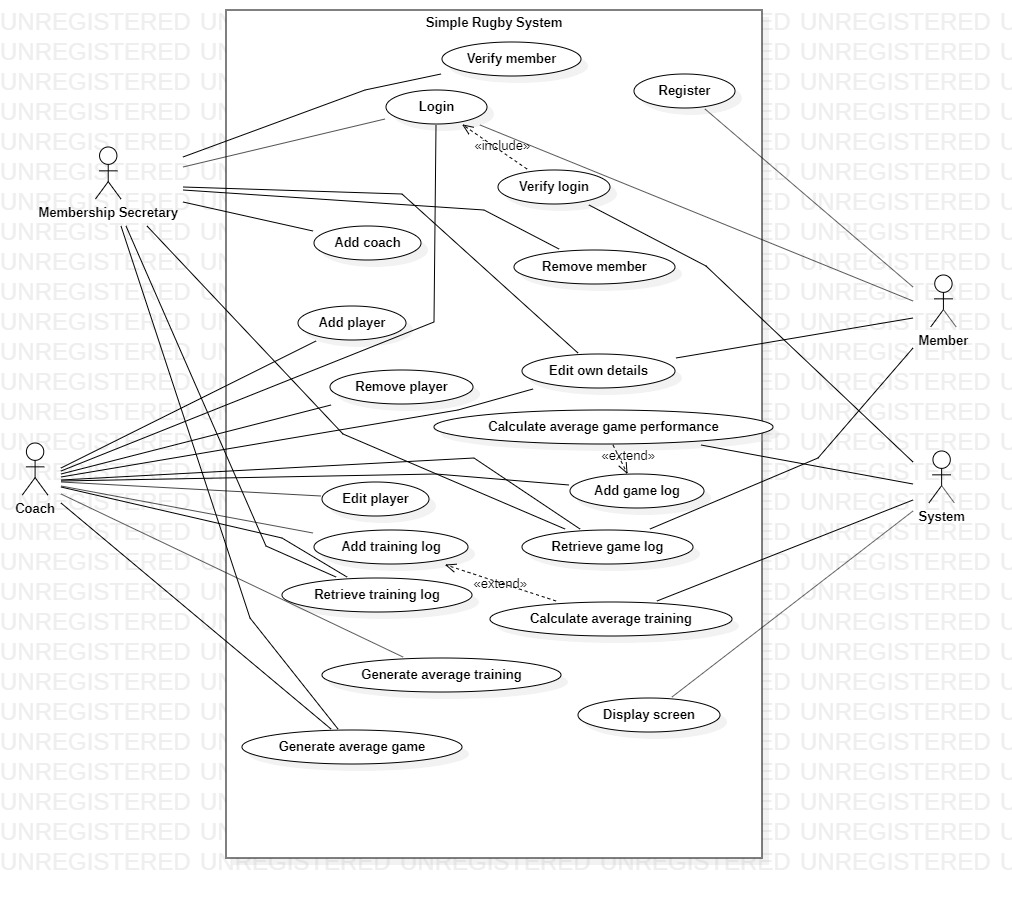 Simple Rugby System
Verify member
Register
Login
«include»
Verify login
Membership Secretary
Add coach
Remove member
Add player
Member
Edit own details
Remove player
Calculate average game performance
«extend»
Add game log
Edit player
Coach
System
Add training log
Retrieve game log
«extend»
Retrieve training log
Calculate average training
Generate average training
Display screen
Generate average game
UNREGISTERED